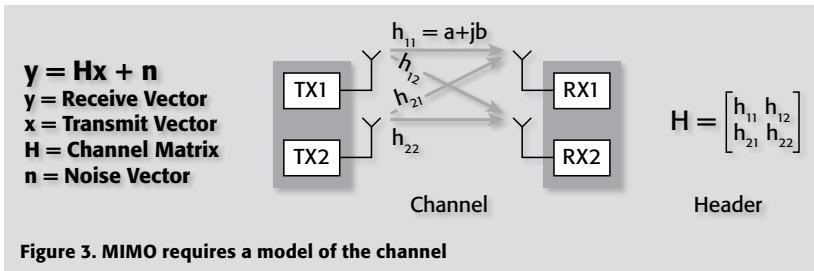 y = Hx + n
y = Receive Vector
x = Transmit Vector
H = Channel Matrix
n = Noise Vector
h₁₁ = a+jb
h₁₂
h₂₁
h₂₂
TX1
TX2
RX1
RX2
Channel
H = [h₁₁ h₁₂
h₂₁ h₂₂]
Header
Figure 3. MIMO requires a model of the channel